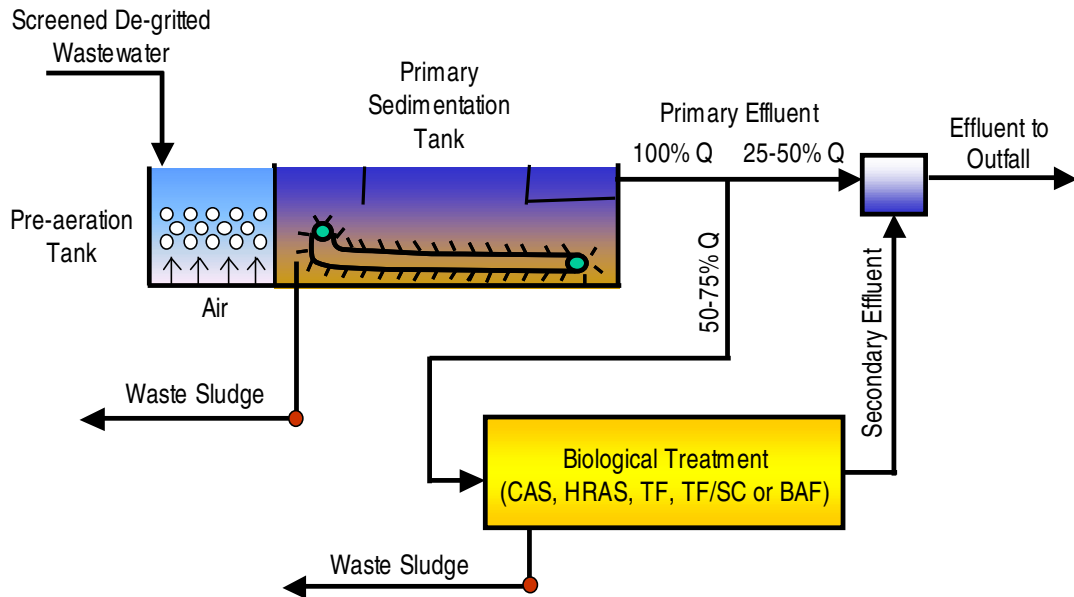 Screened De-gritted
Wastewater
Primary
Sedimentation
Tank
Primary Effluent
100% Q
25-50% Q
Effluent to
Outfall
Pre-aeration
Tank
Air
50-75% Q
Secondary Effluent
Waste Sludge
Biological Treatment
(CAS, HRAS, TF, TF/SC or BAF)
Waste Sludge